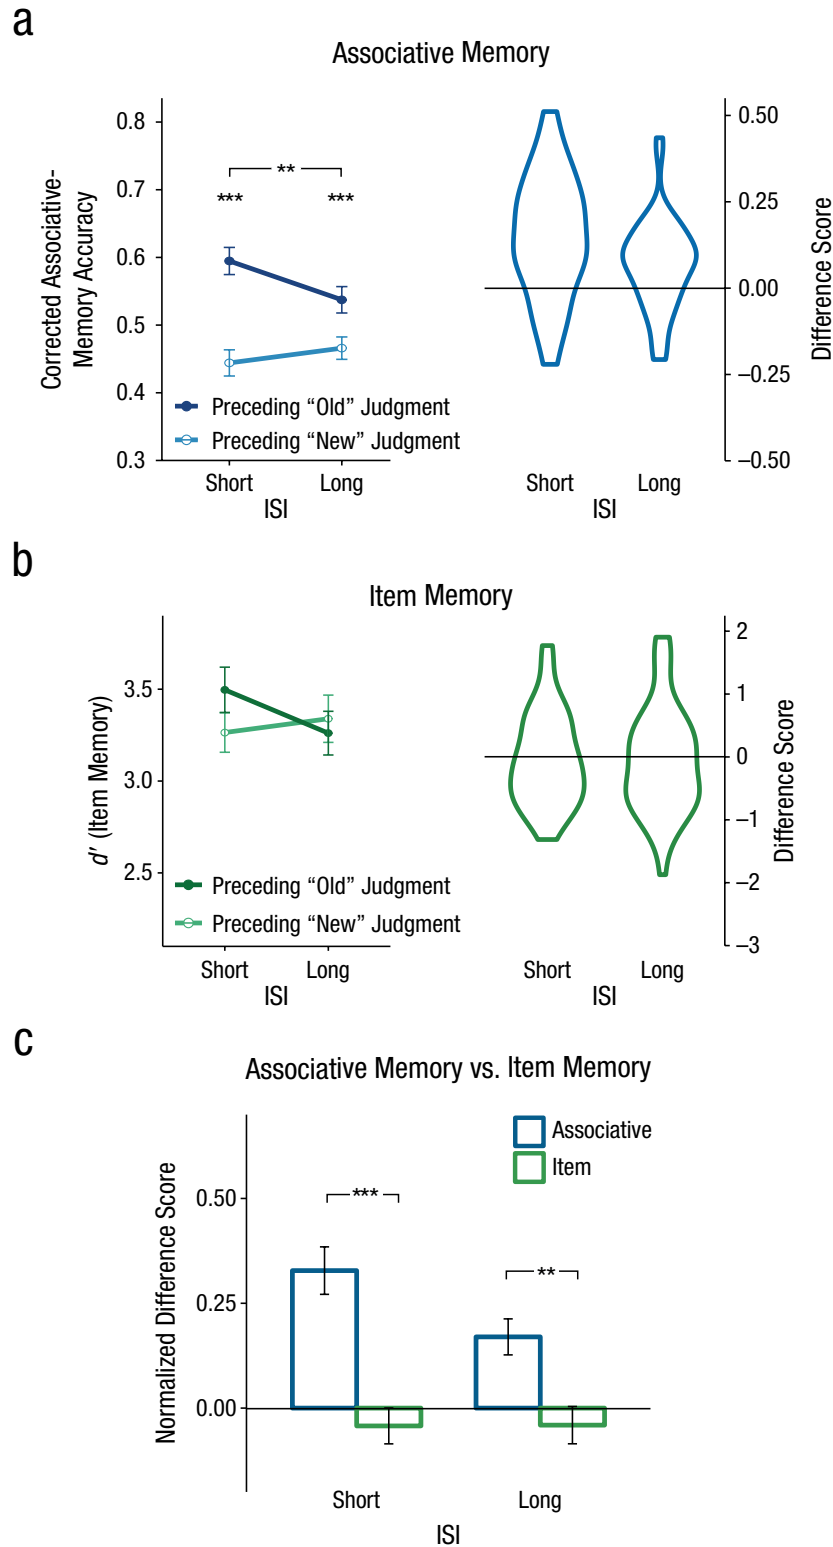 a
Associative Memory
Corrected Associative-
Memory Accuracy
0.8
0.7
0.6
0.5
0.4
0.3
**
***
***
Preceding “Old” Judgment
Preceding “New” Judgment
Short
Long
ISI
0.50
0.25
0.00
–0.25
–0.50
Difference Score
Short
Long
ISI
b
Item Memory
d′ (Item Memory)
3.5
3.0
2.5
Preceding “Old” Judgment
Preceding “New” Judgment
Short
Long
ISI
2
1
0
–1
–2
–3
Difference Score
Short
Long
ISI
c
Associative Memory vs. Item Memory
Associative
Item
Normalized Difference Score
0.50
0.25
0.00
***
**
Short
Long
ISI